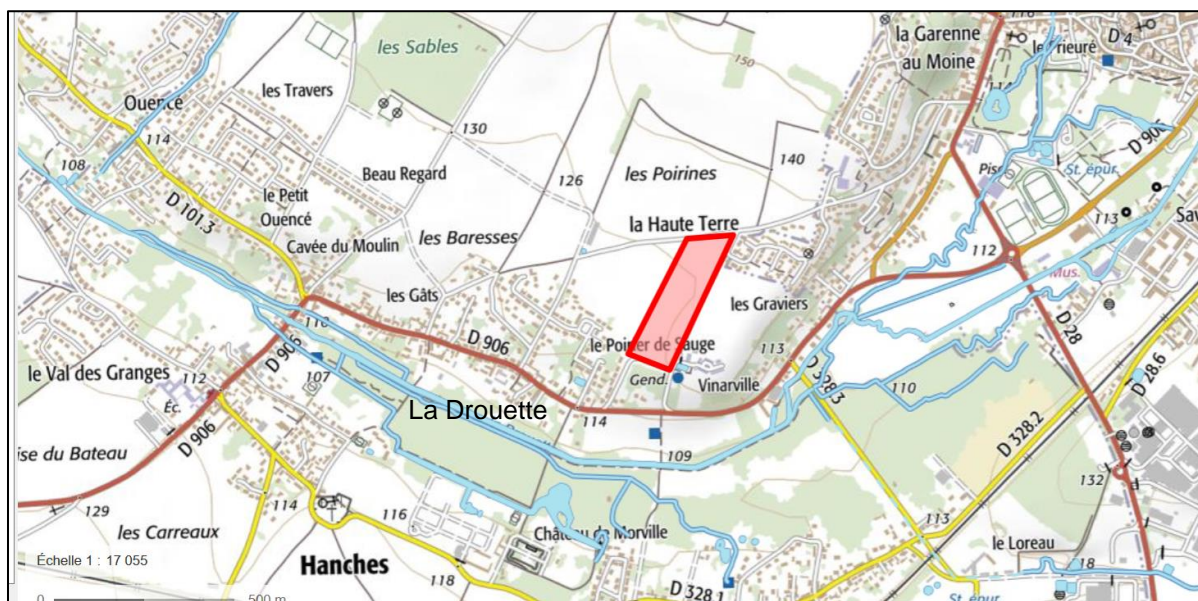 les Sables
la Garenne
au Moine
le Prieuré
D 4
116
150
Ouencé
les Travers
114
130
140
D 906
108
Beau Regard
126
les Poirines
Pisc.
St. épur.
D 101.3
le Petit
Ouencé
la Haute Terre
113
Sav
Cavée du Moulin
les Baresses
112
Mus.
les Gâts
les Graviers
110
D 906
le Poirier de Sauge
113
D 28
le Val des Granges
112
D 906
107
Gend.
Vinarville
D 328.3
110
D 28.6
Éc.
La Drouette
114
D 906
ise du Bateau
109
D 328.2
132
129
114
les Carreaux
116
Château de Morville
113
le Loreau
Échelle 1 : 17 055
Hanches
118
D 328.1
118
St. épur.
0
500 m